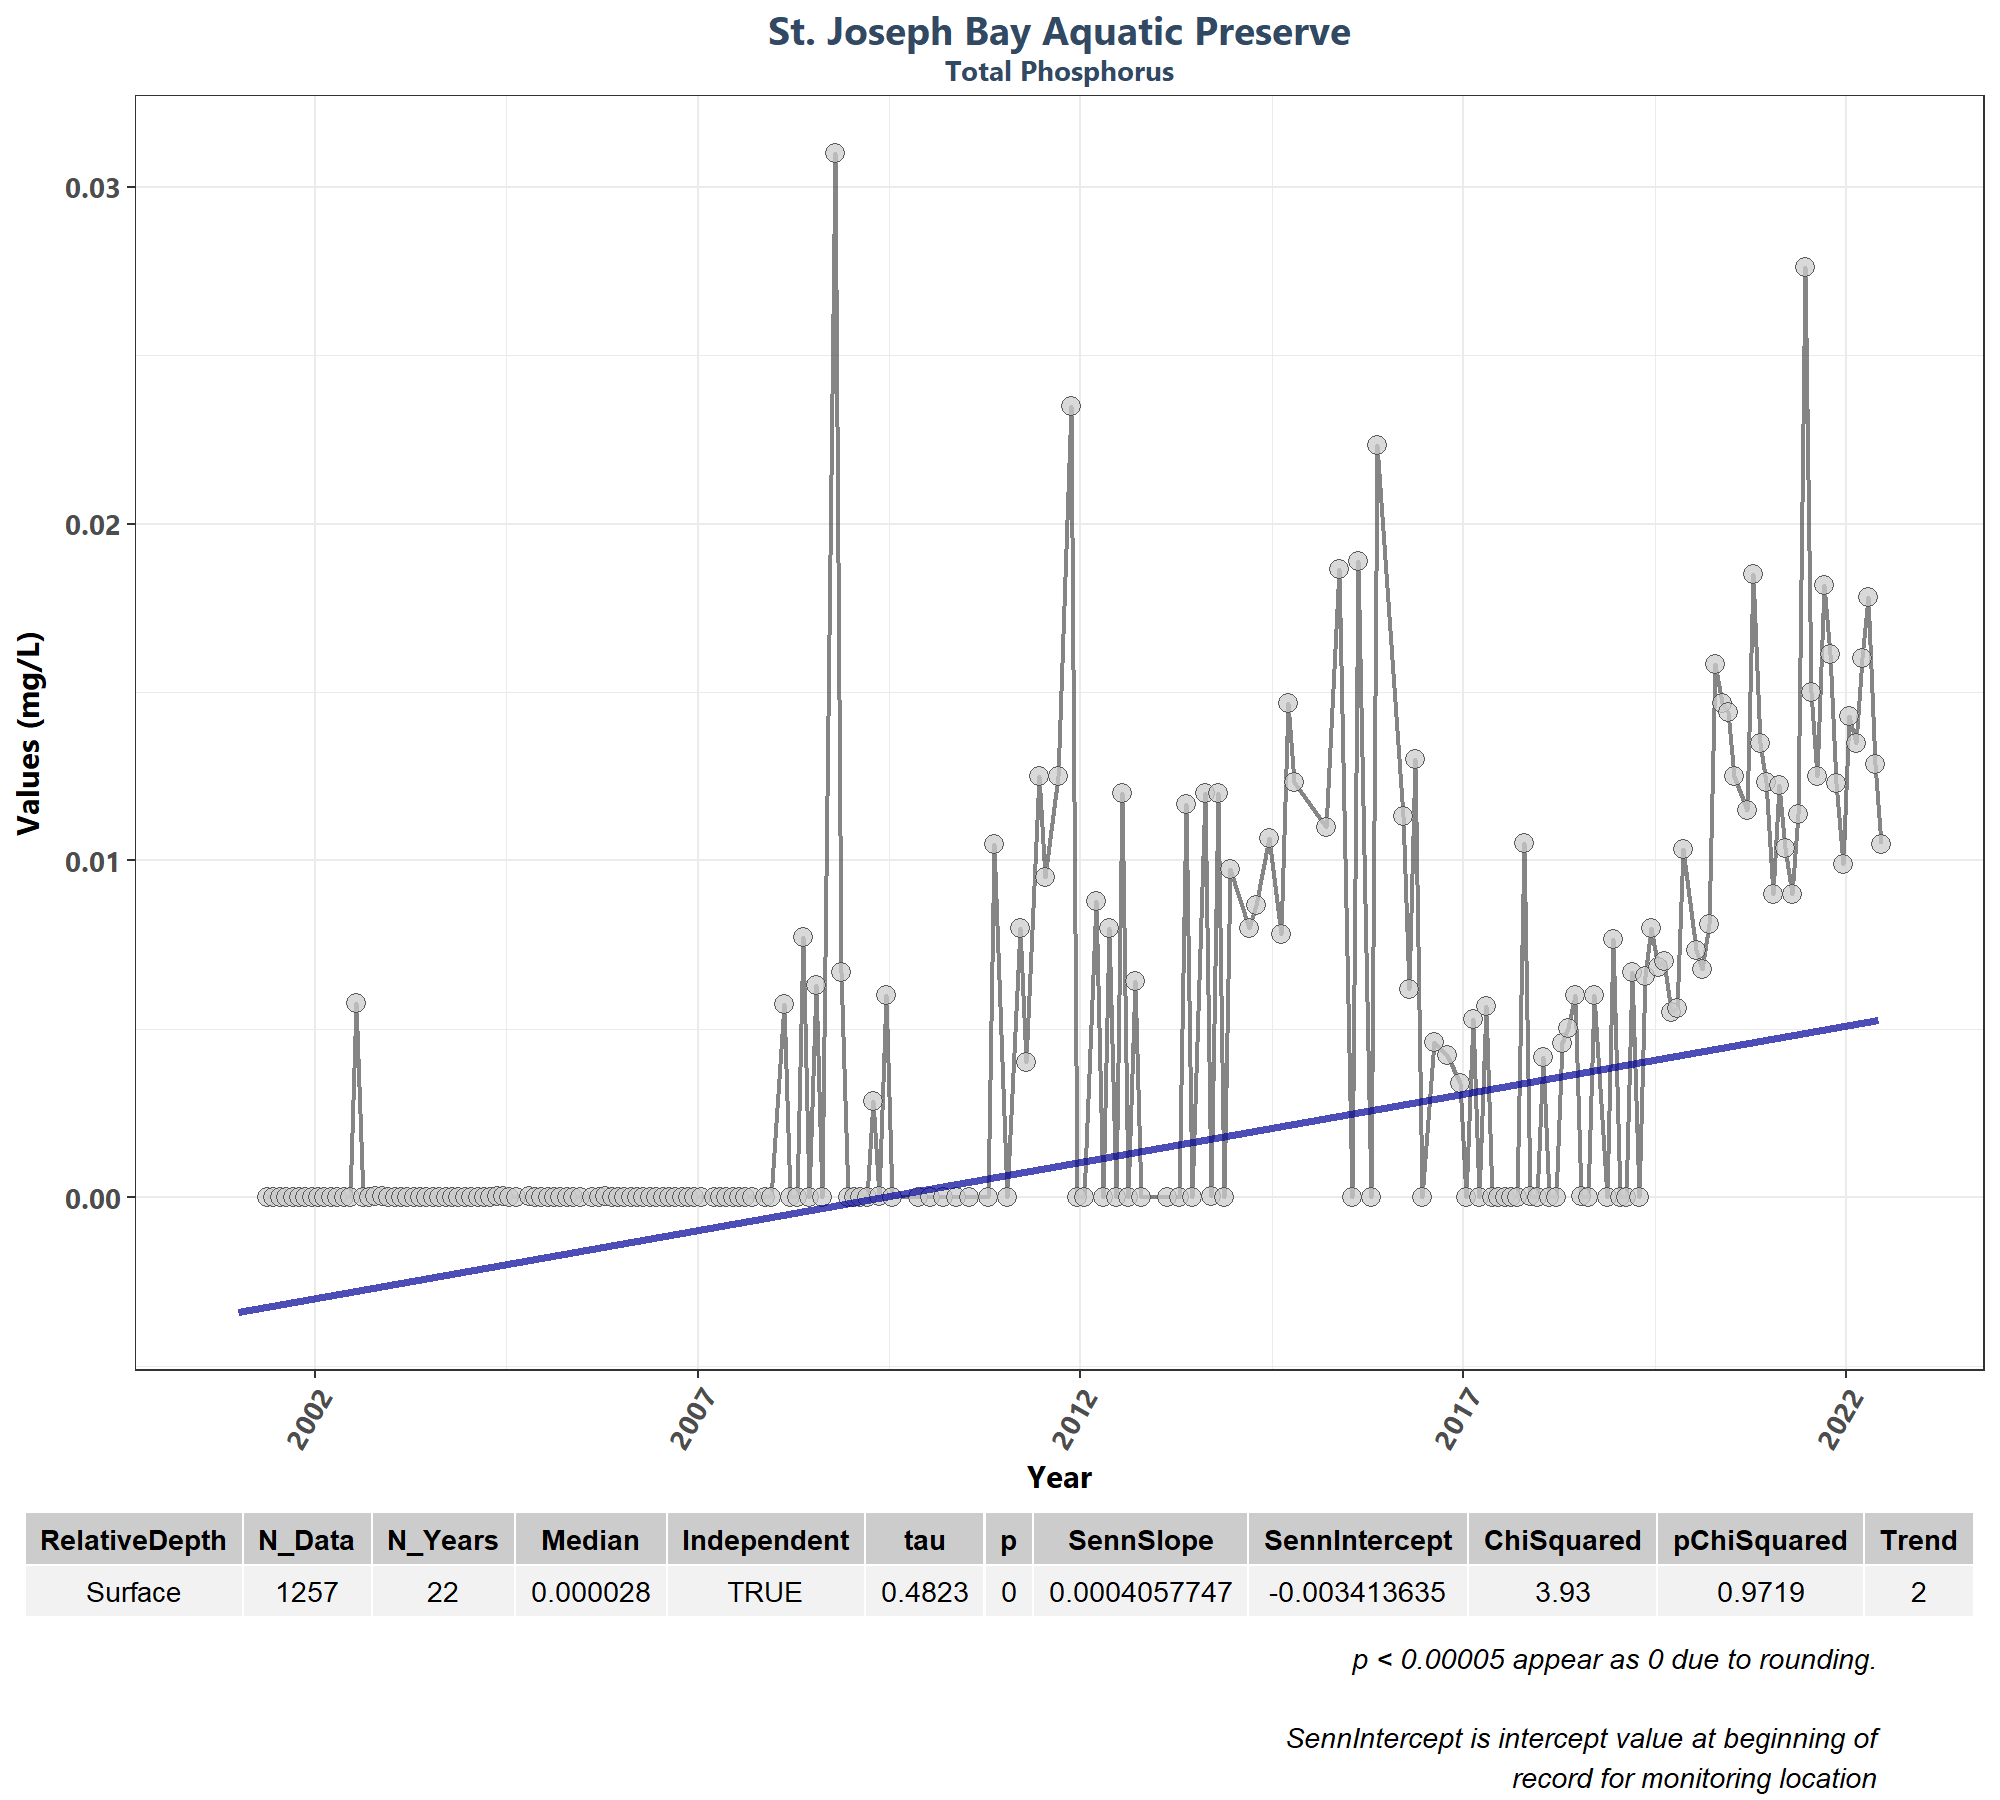 St. Joseph Bay Aquatic Preserve
Total Phosphorus
Values (mg/L)
0.03
0.02
0.01
0.00
2002 2007 2012 2017 2022
Year
RelativeDepth N_Data N_Years Median Independent tau p SennSlope SennIntercept ChiSquared pChiSquared Trend
Surface 1257 22 0.000028 TRUE 0.4823 0 0.0004057747 -0.003413635 3.93 0.9719 2
p < 0.00005 appear as 0 due to rounding.
SennIntercept is intercept value at beginning of
record for monitoring location